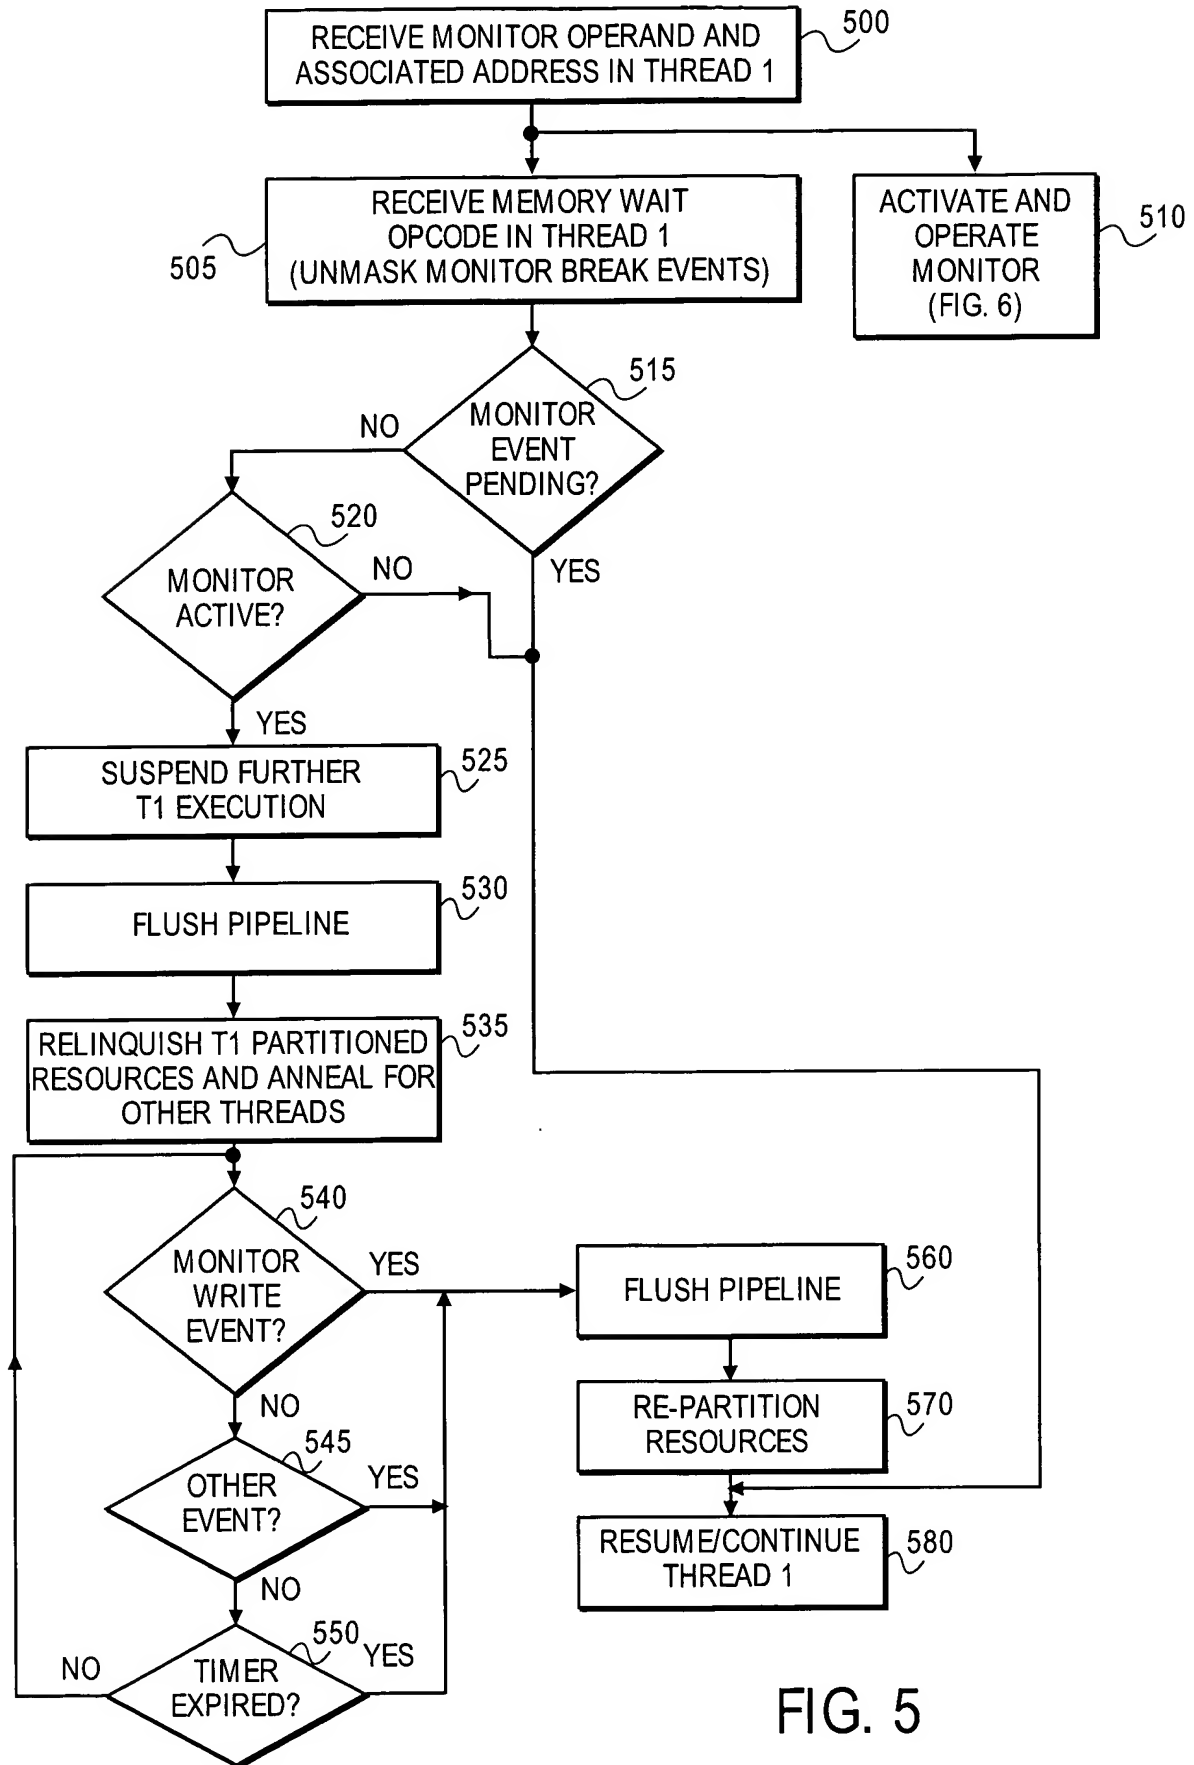 RECEIVE MONITOR OPERAND AND
ASSOCIATED ADDRESS IN THREAD 1
500
RECEIVE MEMORY WAIT
OPCODE IN THREAD 1
(UNMASK MONITOR BREAK EVENTS)
505
ACTIVATE AND
OPERATE
MONITOR
(FIG. 6)
510
MONITOR
EVENT
PENDING?
515
NO
YES
MONITOR
ACTIVE?
520
NO
YES
SUSPEND FURTHER
T1 EXECUTION
525
FLUSH PIPELINE
530
RELINQUISH T1 PARTITIONED
RESOURCES AND ANNEAL FOR
OTHER THREADS
535
MONITOR
WRITE
EVENT?
540
YES
NO
OTHER
EVENT?
545
YES
NO
TIMER
EXPIRED?
550
YES
NO
FLUSH PIPELINE
560
RE-PARTITION
RESOURCES
570
RESUME/CONTINUE
THREAD 1
580
FIG. 5